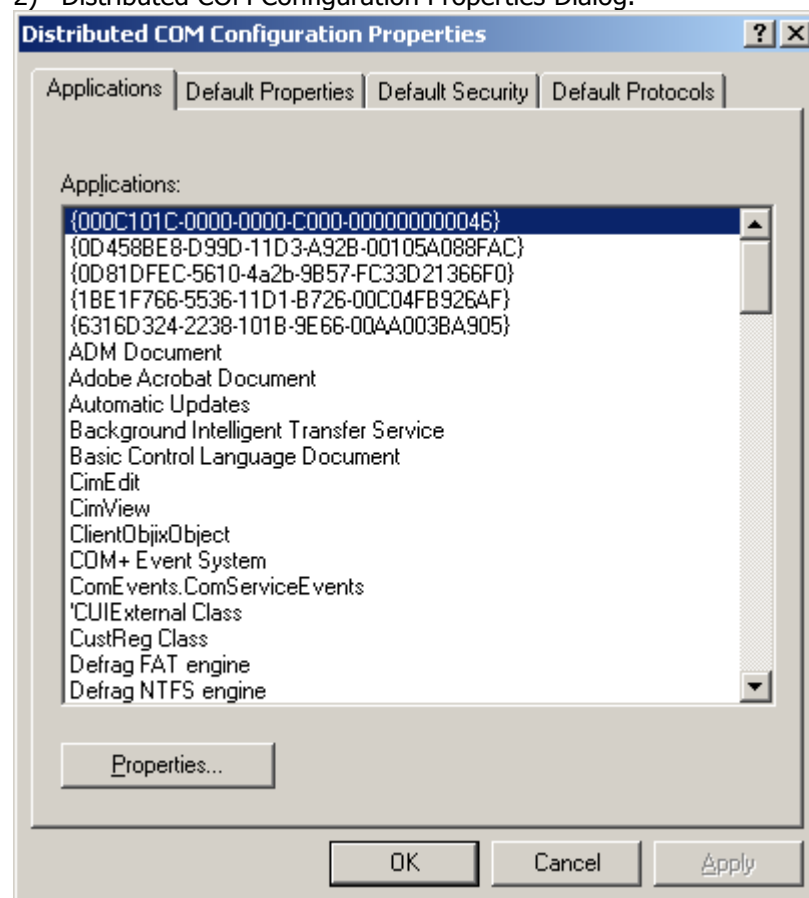 2) Distributed COM Configuration Properties Dialog.
Distributed COM Configuration Properties
Applications Default Properties Default Security Default Protocols
Applications:
{000C101C-0000-0000-C000-000000000046}
{0D458BE8-D99D-11D3-A92B-00105A088FAC}
{0D81DFEC-5610-4a2b-9B57-FC33D21366F0}
{1BE1F766-5536-11D1-B726-00C04FB926AF}
{6316D324-2238-101B-9E66-00AA003BA905}
ADM Document
Adobe Acrobat Document
Automatic Updates
Background Intelligent Transfer Service
Basic Control Language Document
CimEdit
CimView
ClientObjixObject
COM+ Event System
ComEvents.ComServiceEvents
'CUIExternal Class
CustReg Class
Defrag FAT engine
Defrag NTFS engine
Properties...
OK Cancel Apply